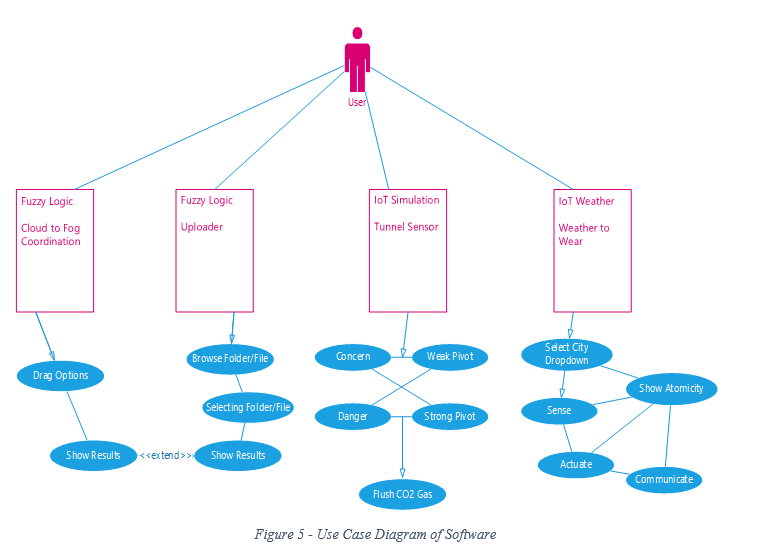 User
Fuzzy Logic
Cloud to Fog
Coordination
Fuzzy Logic
Uploader
IoT Simulation
Tunnel Sensor
IoT Weather
Weather to
Wear
Drag Options
Show Results
<<extend>>
Browse Folder/File
Selecting Folder/File
Show Results
Concern
Weak Pivot
Danger
Strong Pivot
Flush CO2 Gas
Select City
Dropdown
Show Atomicity
Sense
Actuate
Communicate
Figure 5 - Use Case Diagram of Software